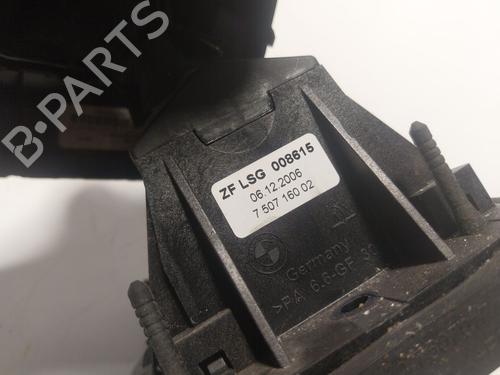 B-PARTS
ZF LSG 008615
06.12.2006
7 507 160 02
Germany
>PA 6.6-GF 30